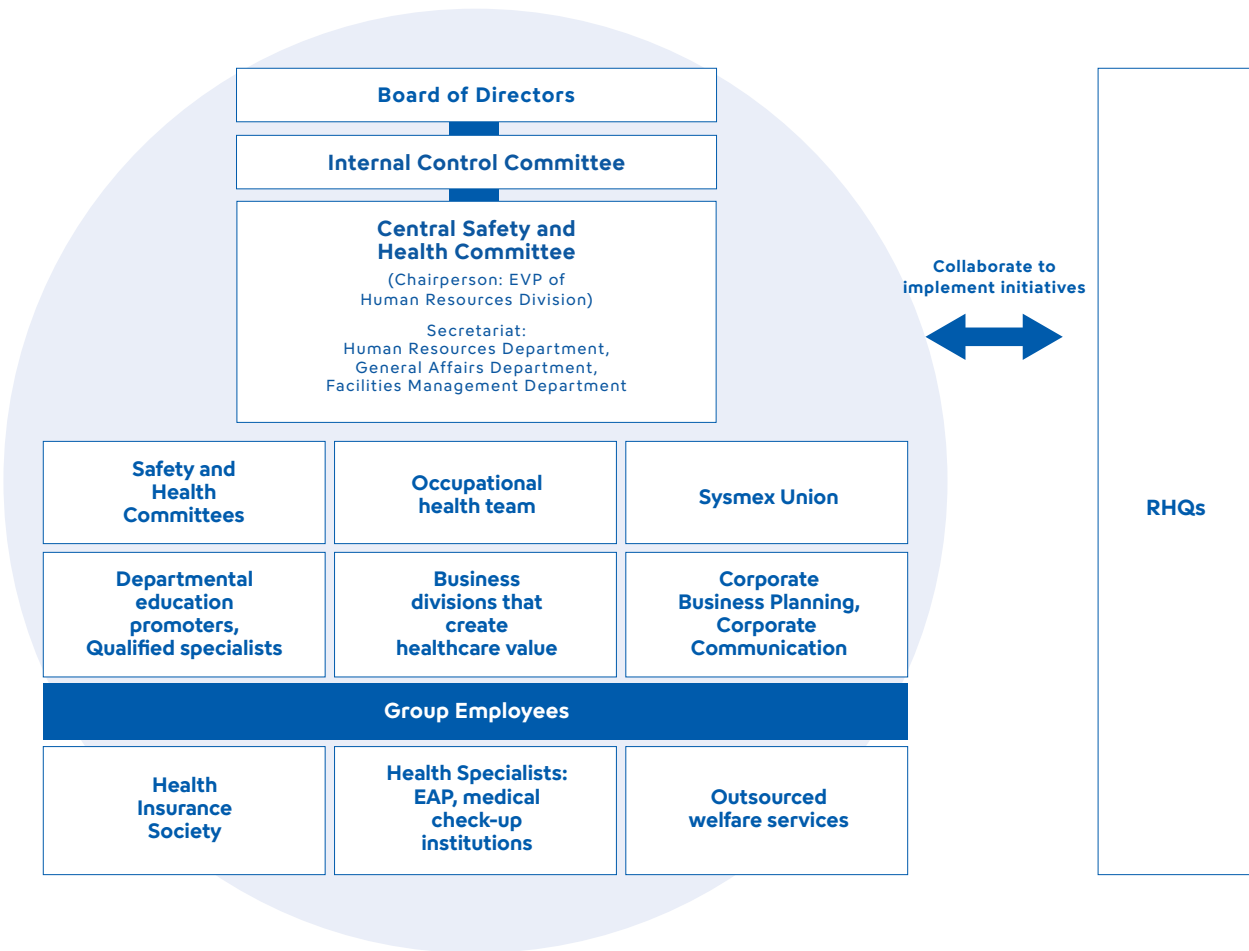 Board of Directors
Internal Control Committee
Central Safety and
Health Committee
(Chairperson: EVP of
Human Resources Division)
Secretariat:
Human Resources Department,
General Affairs Department,
Facilities Management Department
Collaborate to
implement initiatives
RHQs
Safety and
Health
Committees
Occupational
health team
Sysmex Union
Departmental
education
promoters,
Qualified specialists
Business
divisions that
create
healthcare value
Corporate
Business Planning,
Corporate
Communication
Group Employees
Health
Insurance
Society
Health Specialists:
EAP, medical
check-up
institutions
Outsourced
welfare services